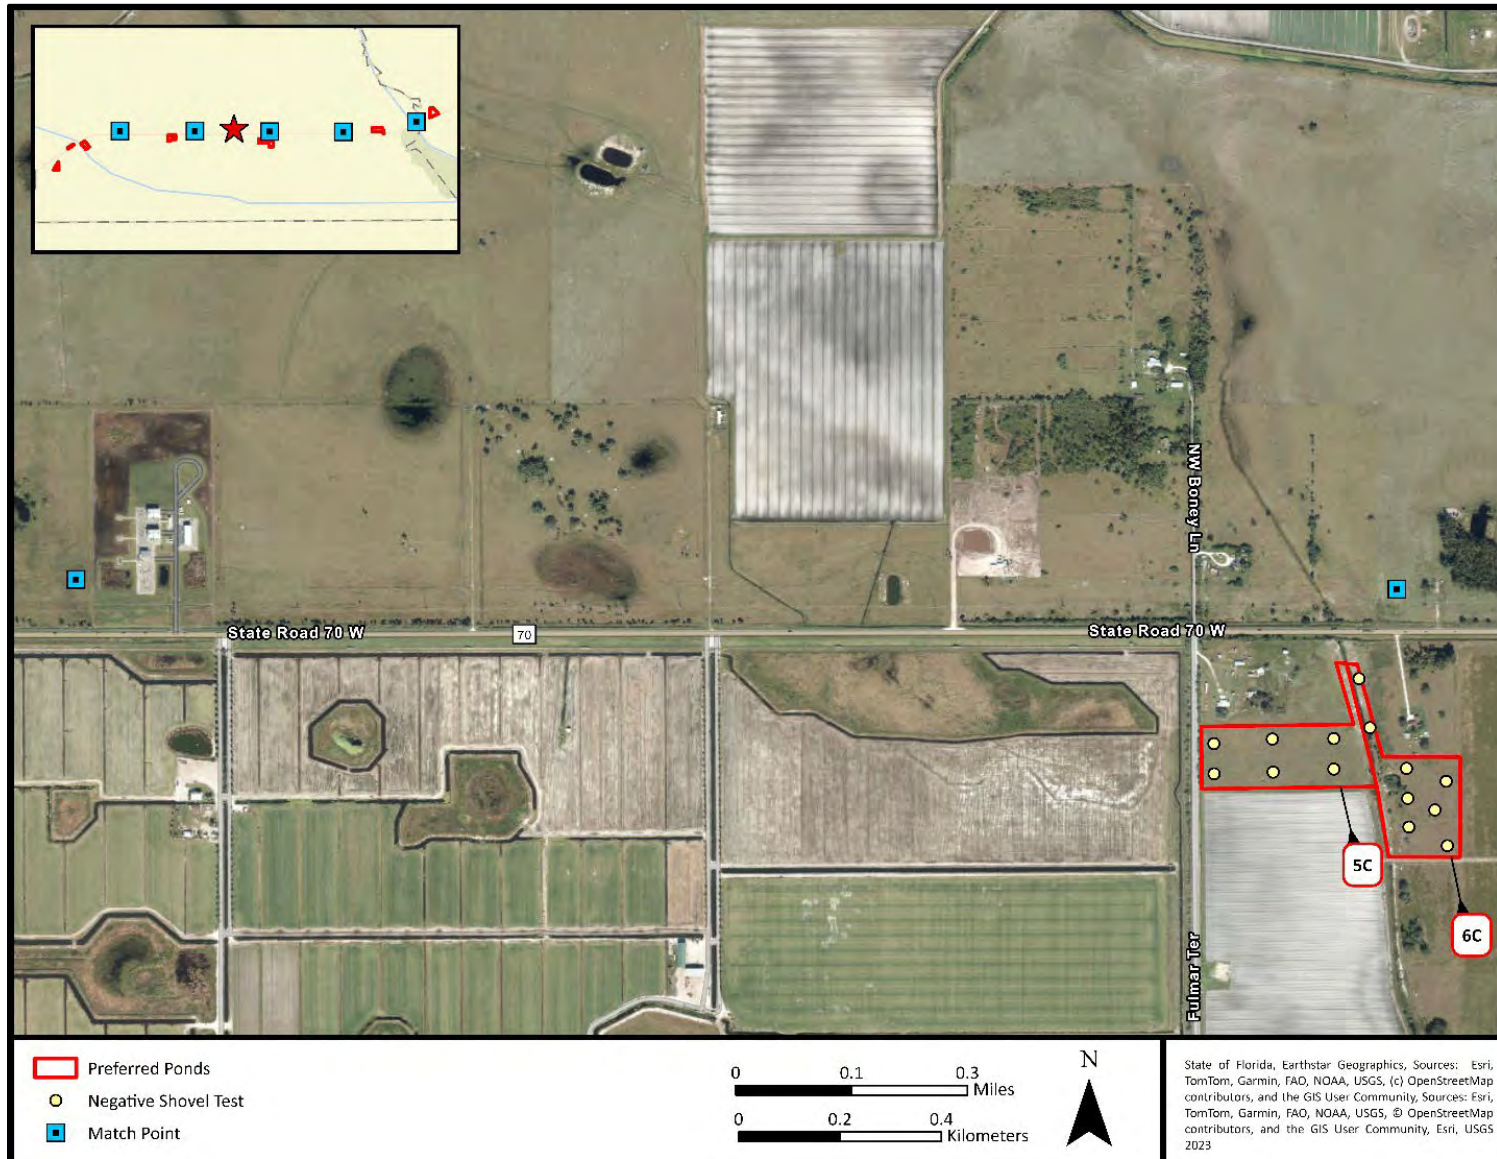 NW Boney Ln
State Road 70 W
70
State Road 70 W
5C
6C
Fulmar Ter
Preferred Ponds
Negative Shovel Test
Match Point
0 0.1 0.3
Miles
0 0.2 0.4
Kilometers
N
State of Florida, Earthstar Geographics, Sources: Esri,
TomTom, Garmin, FAO, NOAA, USGS, (c) OpenStreetMap
contributors, and the GIS User Community, Sources: Esri,
TomTom, Garmin, FAO, NOAA, USGS, © OpenStreetMap
contributors, and the GIS User Community, Esri, USGS
2023